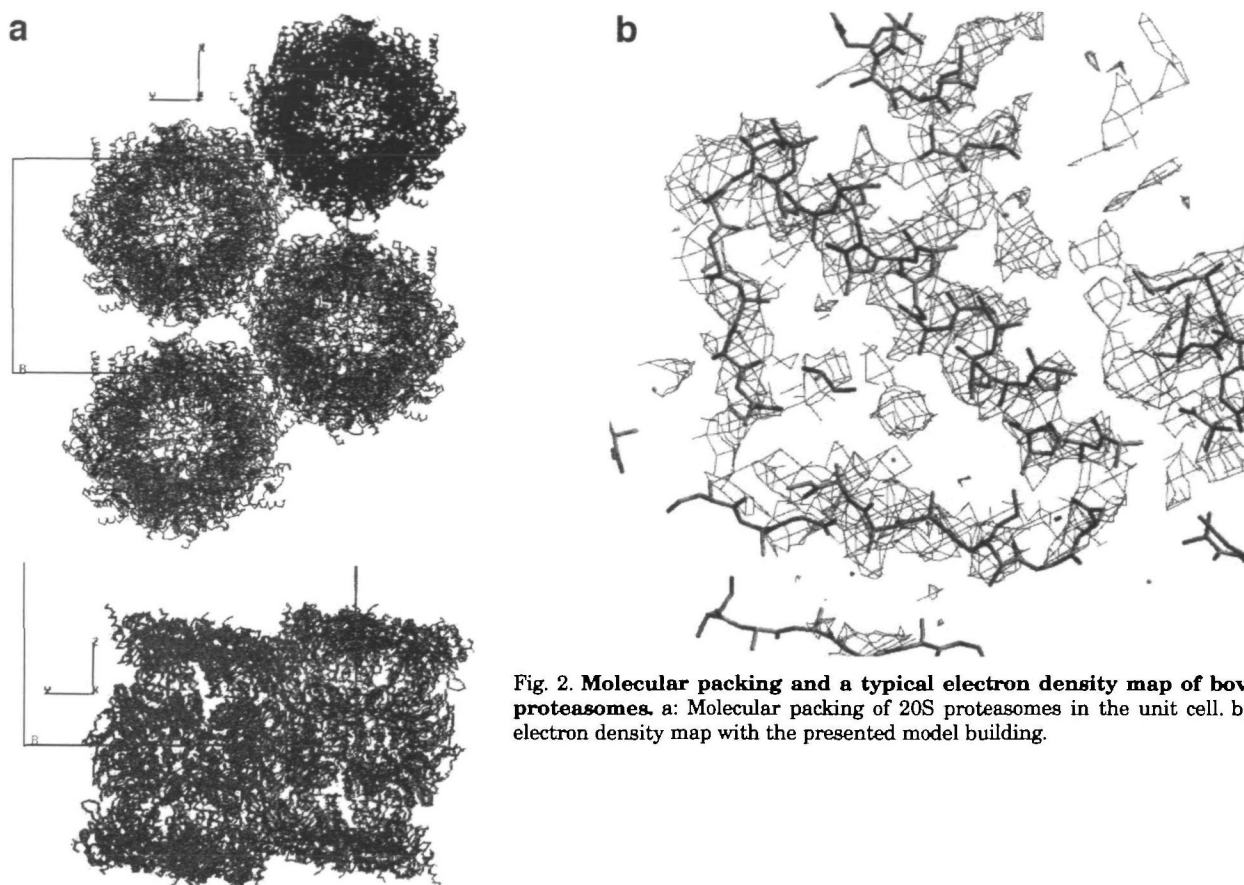 a
b
B
B
Z
Fig. 2. Molecular packing and a typical electron density map of bov
proteasomes. a: Molecular packing of 20S proteasomes in the unit cell. b
electron density map with the presented model building.